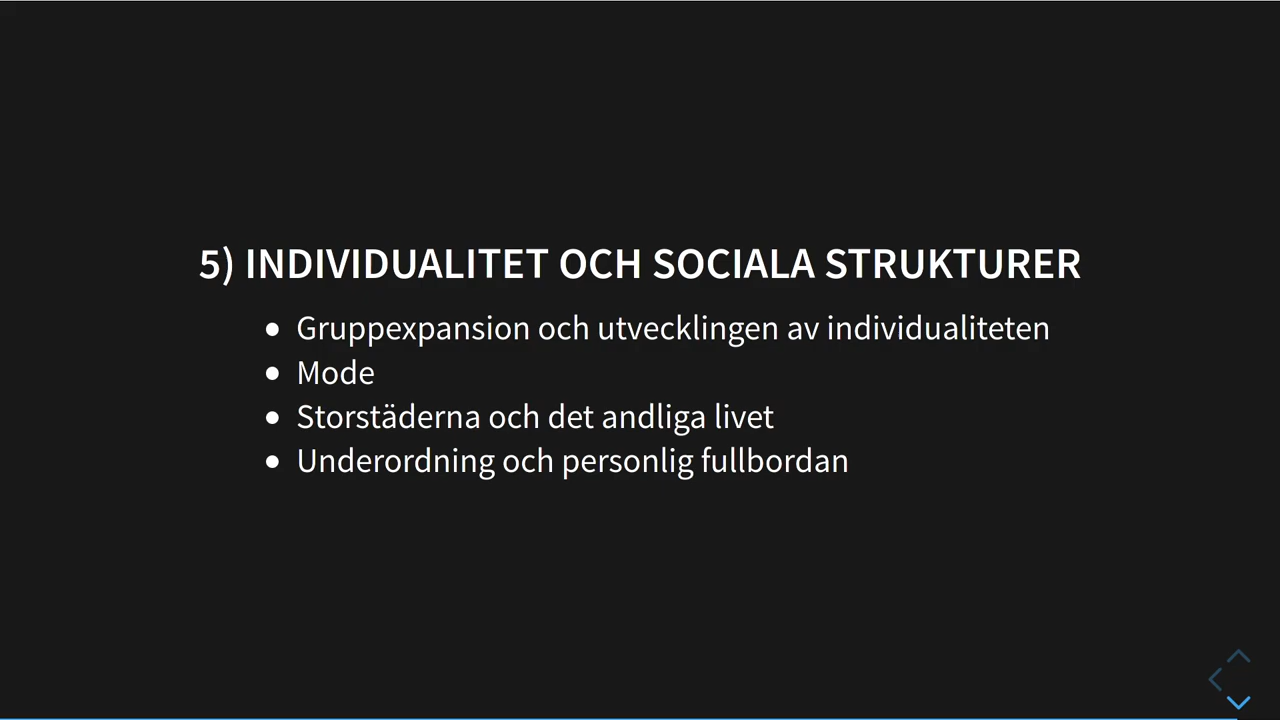 5) INDIVIDUALITET OCH SOCIALA STRUKTURER
• Gruppexpansion och utvecklingen av individualiteten
• Mode
• Storstäderna och det andliga livet
• Underordning och personlig fullbordan